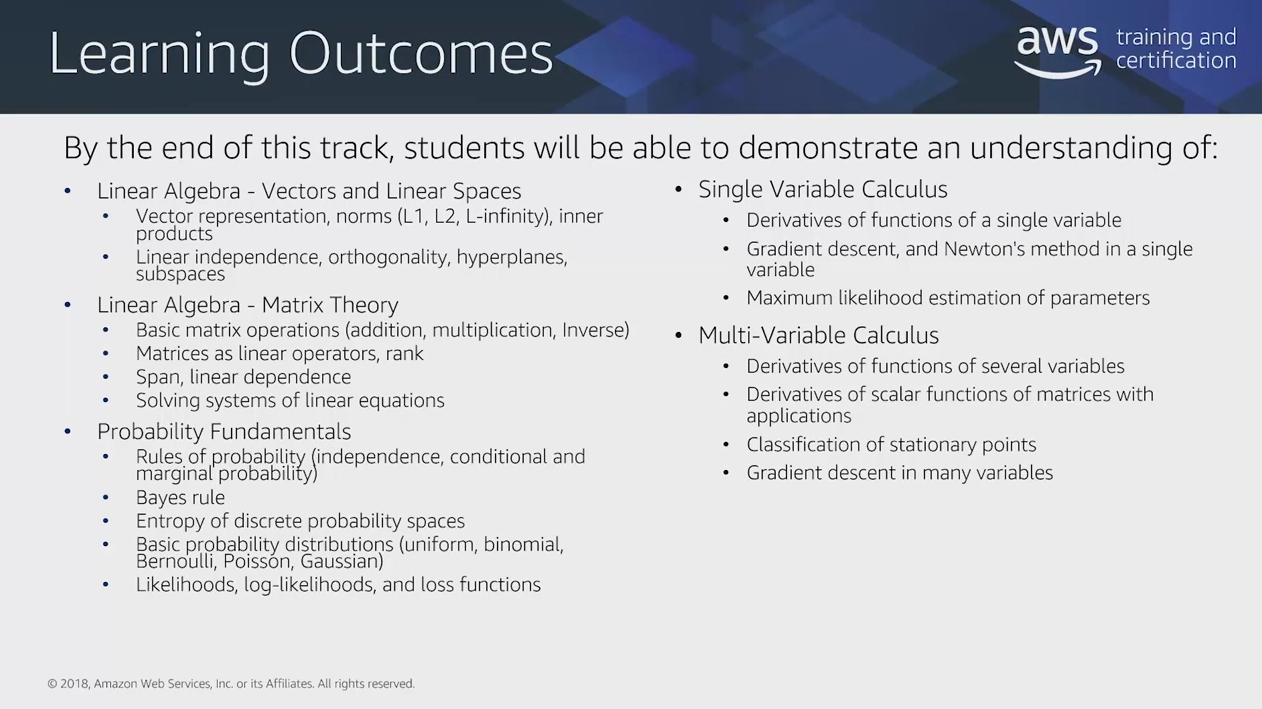 Learning Outcomes
aws training and
certification
By the end of this track, students will be able to demonstrate an understanding of:
• Linear Algebra - Vectors and Linear Spaces
• Vector representation, norms (L1, L2, L-infinity), inner
products
• Linear independence, orthogonality, hyperplanes,
subspaces
• Linear Algebra - Matrix Theory
• Basic matrix operations (addition, multiplication, Inverse)
• Matrices as linear operators, rank
• Span, linear dependence
• Solving systems of linear equations
• Probability Fundamentals
• Rules of probability (independence, conditional and
marginal probability)
• Bayes rule
• Entropy of discrete probability spaces
• Basic probability distributions (uniform, binomial,
Bernoulli, Poisson, Gaussian)
• Likelihoods, log-likelihoods, and loss functions
• Single Variable Calculus
• Derivatives of functions of a single variable
• Gradient descent, and Newton's method in a single
variable
• Maximum likelihood estimation of parameters
• Multi-Variable Calculus
• Derivatives of functions of several variables
• Derivatives of scalar functions of matrices with
applications
• Classification of stationary points
• Gradient descent in many variables
© 2018, Amazon Web Services, Inc. or its Affiliates. All rights reserved.